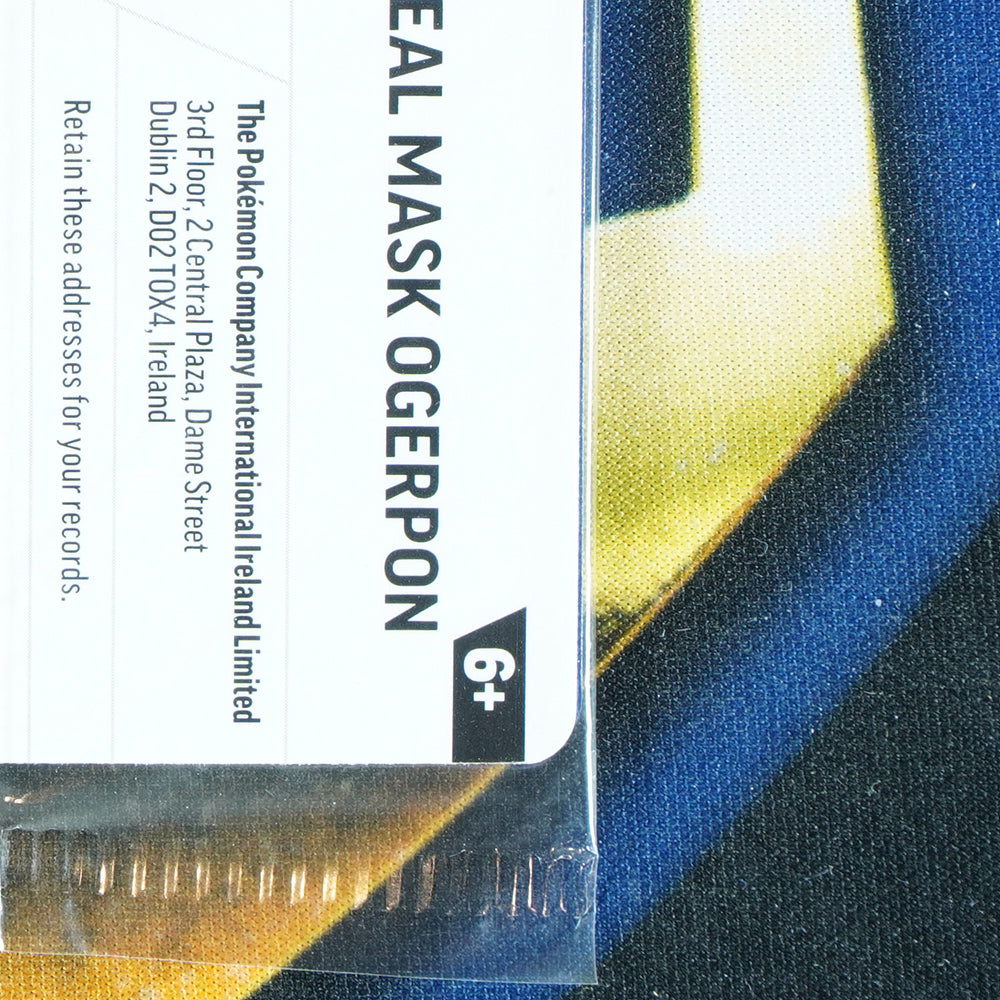 EAL MASK OGERPON
6+
The Pokémon Company International Ireland Limited
3rd Floor, 2 Central Plaza, Dame Street
Dublin 2, D02 T0X4, Ireland
Retain these addresses for your records.